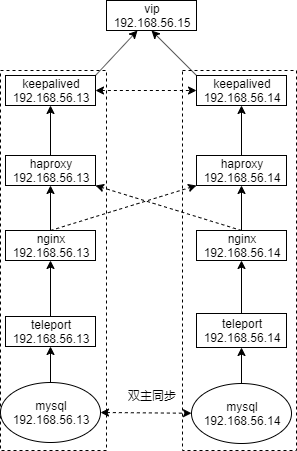 vip
192.168.56.15
keepalived
192.168.56.13
keepalived
192.168.56.14
haproxy
192.168.56.13
haproxy
192.168.56.14
nginx
192.168.56.13
nginx
192.168.56.14
teleport
192.168.56.13
teleport
192.168.56.14
双主同步
mysql
192.168.56.13
mysql
192.168.56.14